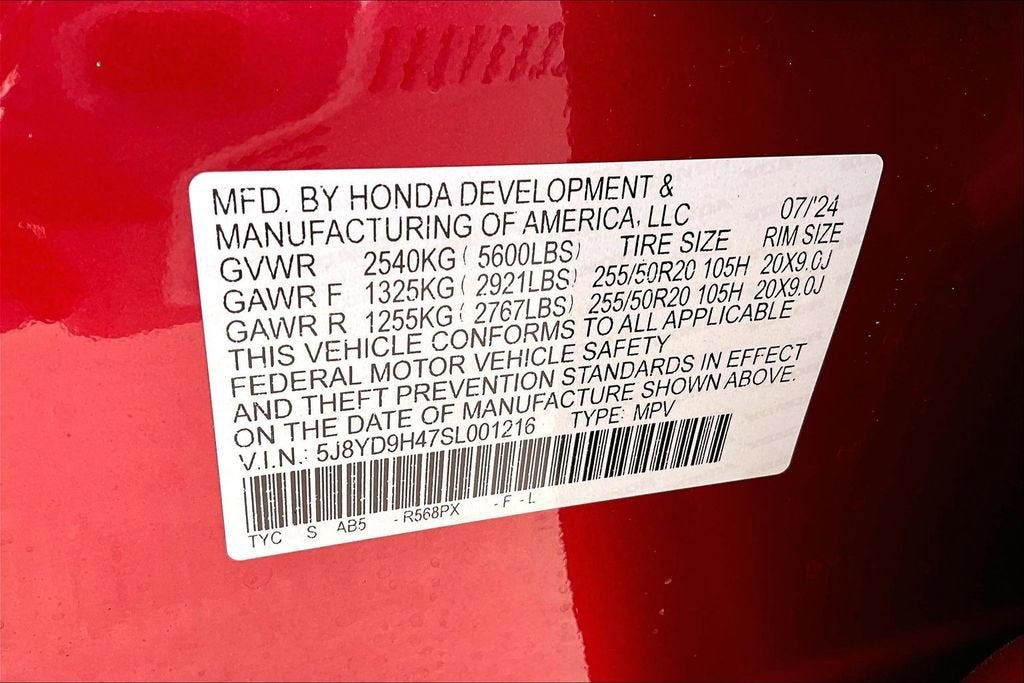 MFD. BY HONDA DEVELOPMENT &
MANUFACTURING OF AMERICA, LLC 07/'24
GVWR 2540KG ( 5600LBS) TIRE SIZE RIM SIZE
GAWR F 1325KG ( 2921LBS) 255/50R20 105H 20X9.0J
GAWR R 1255KG ( 2767LBS) 255/50R20 105H 20X9.0J
THIS VEHICLE CONFORMS TO ALL APPLICABLE
FEDERAL MOTOR VEHICLE SAFETY
AND THEFT PREVENTION STANDARDS IN EFFECT
ON THE DATE OF MANUFACTURE SHOWN ABOVE.
V.I.N.: 5J8YD9H47SL001216 TYPE: MPV
TYC S AB5 - R568PX - F - L